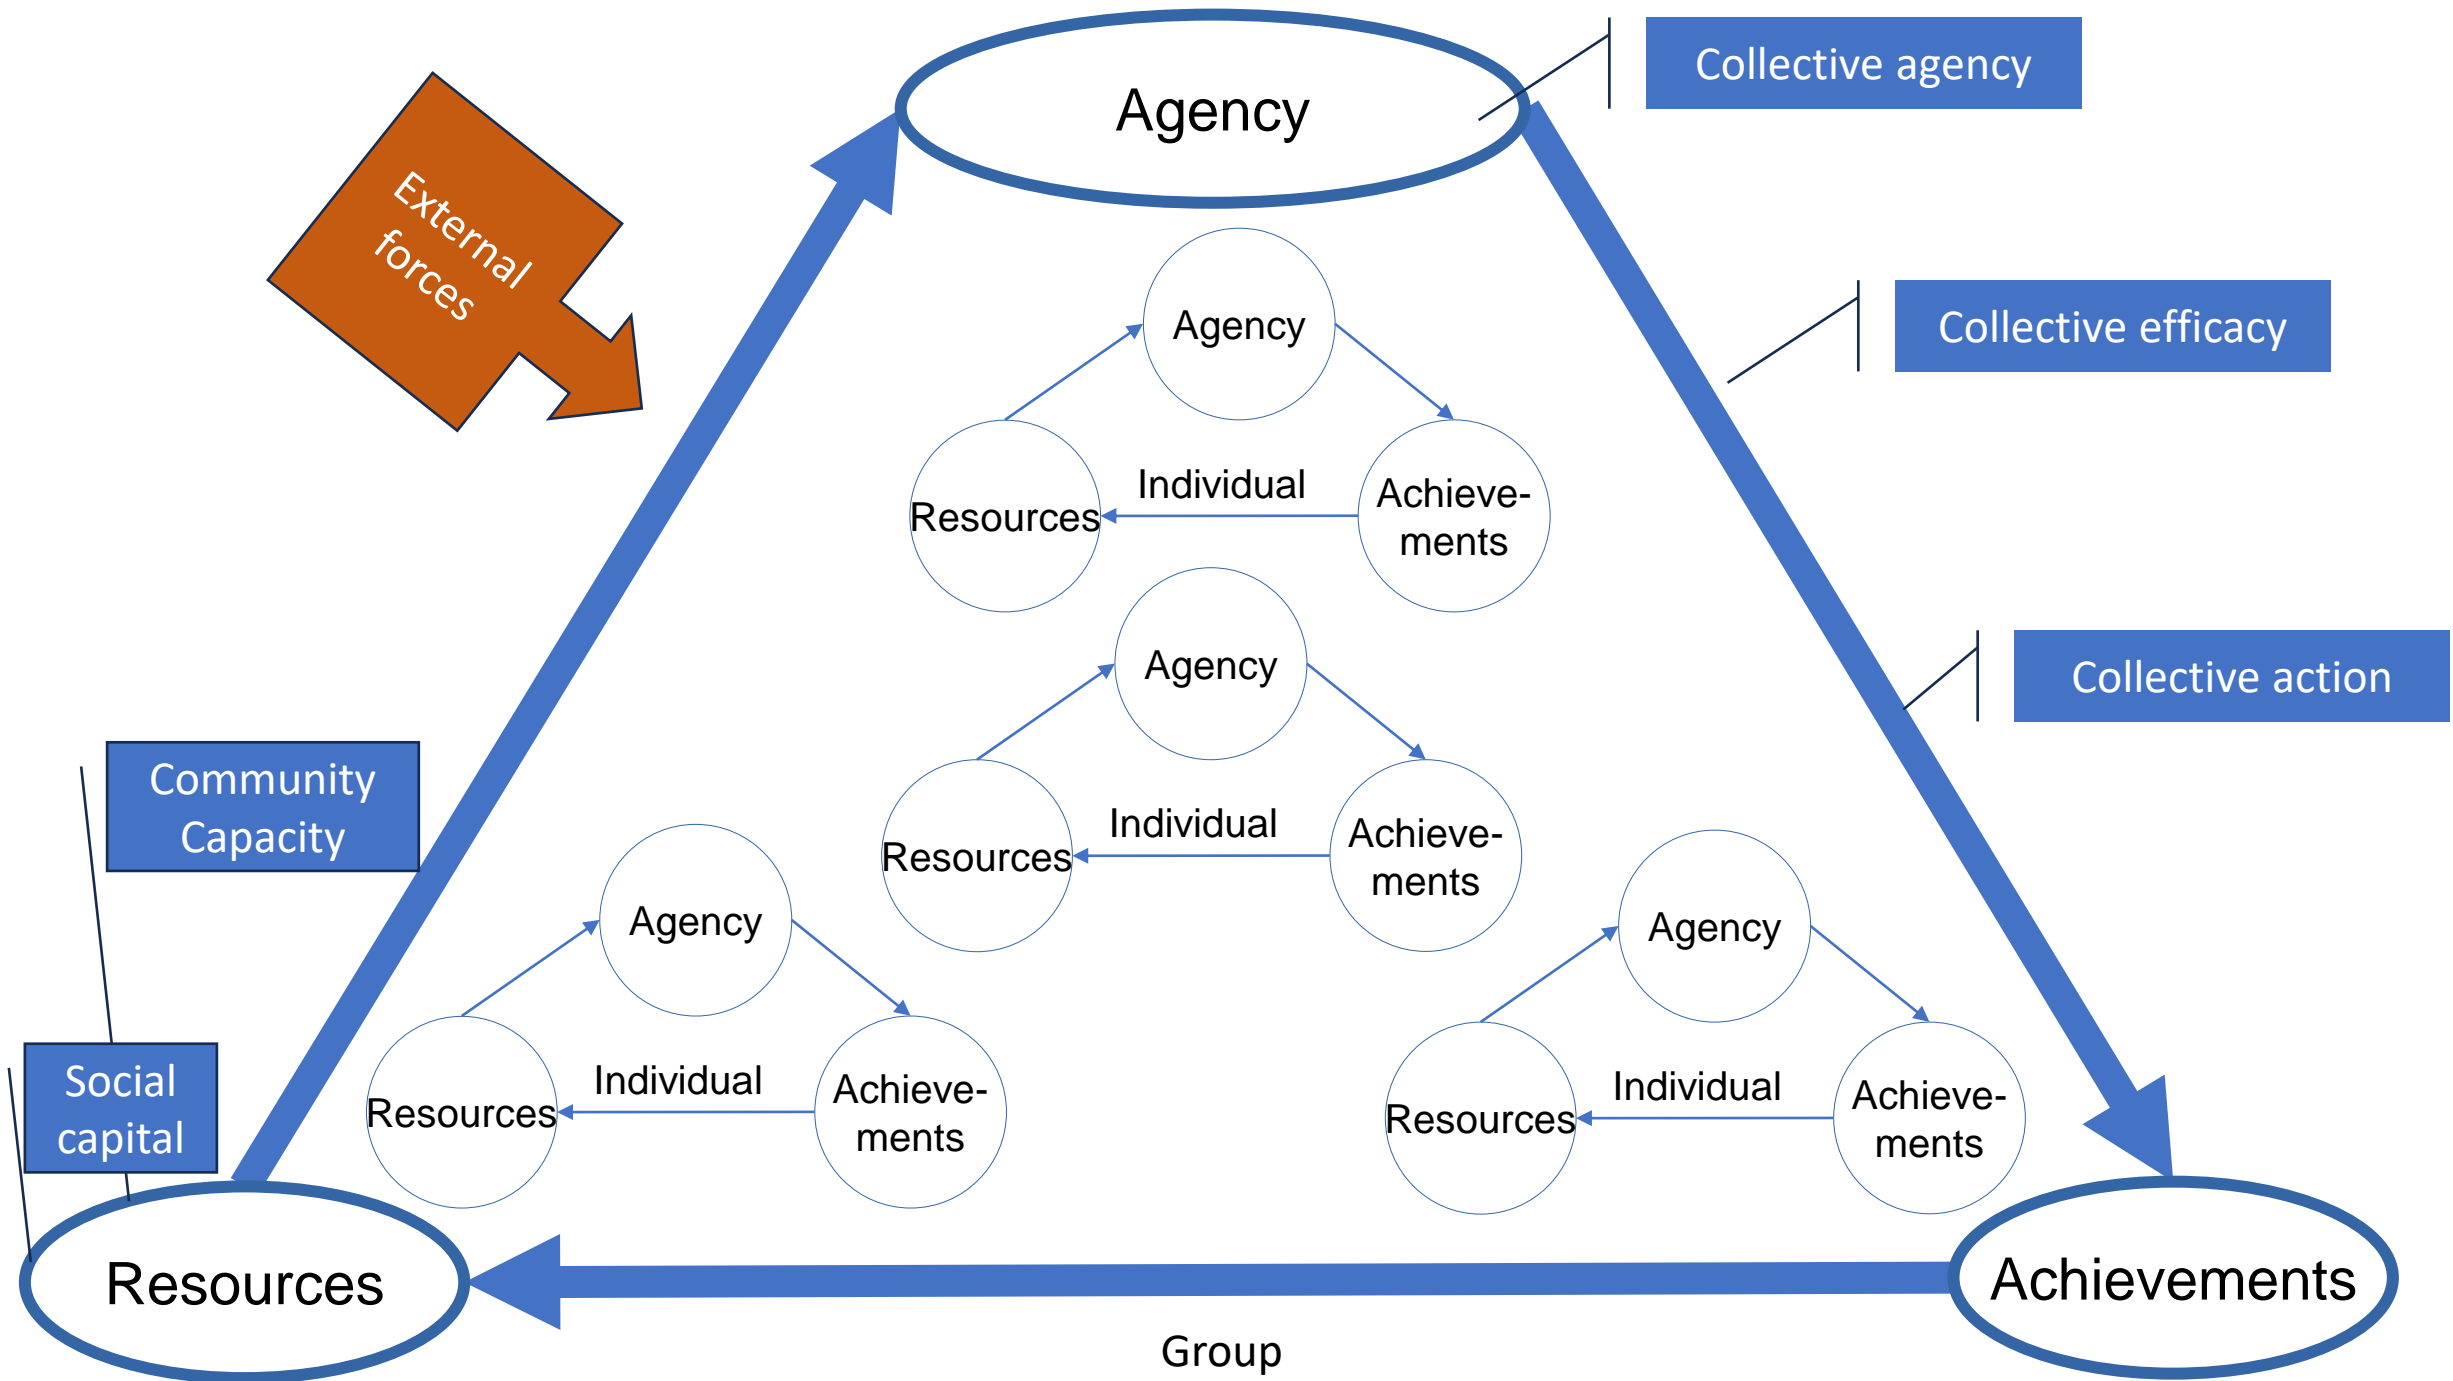 Agency
Collective agency
External
forces
Collective efficacy
Agency
Individual
Resources
Achieve-
ments
Collective action
Agency
Individual
Resources
Achieve-
ments
Community
Capacity
Agency
Individual
Resources
Achieve-
ments
Agency
Individual
Resources
Achieve-
ments
Social
capital
Resources
Achievements
Group